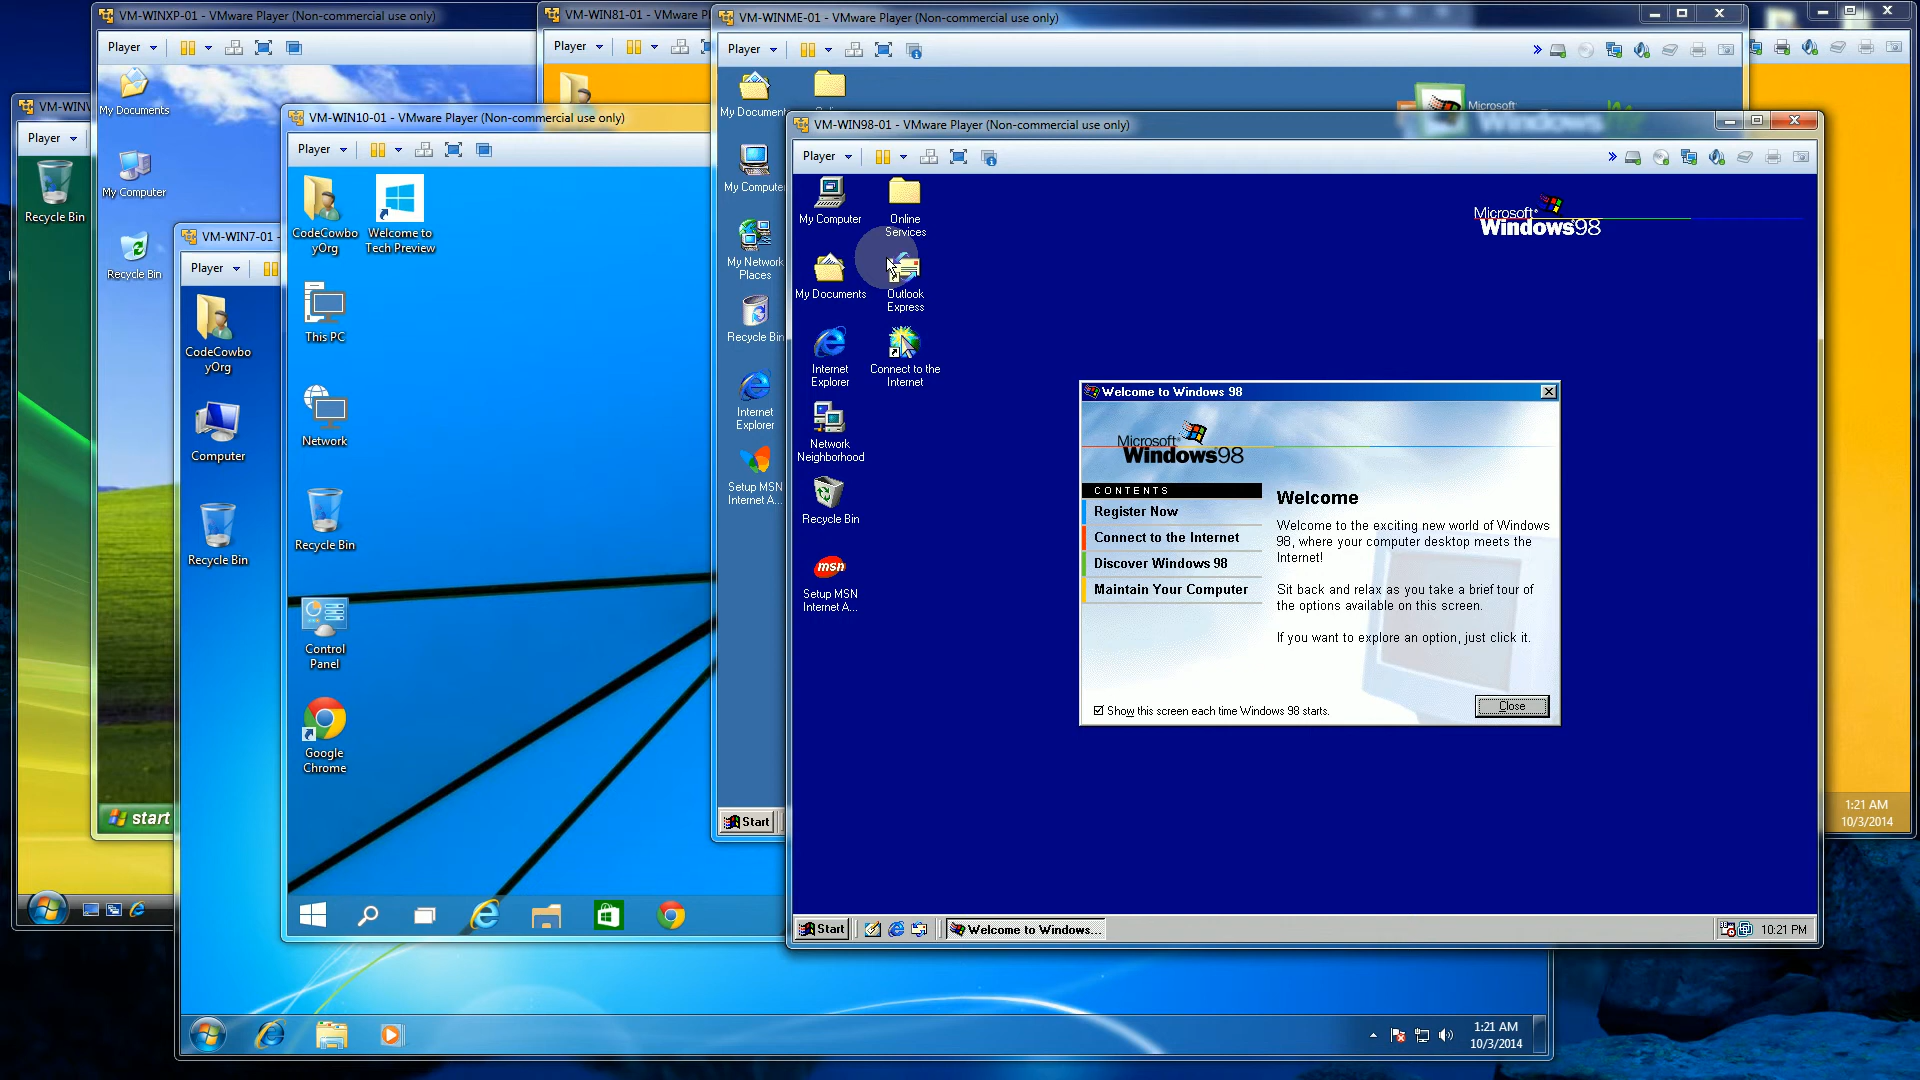 VM-WINXP-01 - VMware Player (Non-commercial use only)
VM-WIN81-01 - VMware
VM-WINME-01 - VMware Player (Non-commercial use only)
Player
Player
Player
My Documents
My Computer
Recycle Bin
start
Player
Recycle Bin
VM-WIN7-01 -
Player
CodeCowbo
yOrg
Computer
Recycle Bin
VM-WIN10-01 - VMware Player (Non-commercial use only)
Player
CodeCowbo
yOrg
Welcome to
Tech Preview
This PC
Network
Recycle Bin
Control
Panel
Google
Chrome
My Network
Places
Recycle Bin
Internet
Explorer
Setup MSN
Internet A...
Start
Microsoft
Windows Me
VM-WIN98-01 - VMware Player (Non-commercial use only)
Player
My Computer
Online
Services
My Documents
Outlook
Express
Internet
Explorer
Connect to the
Internet
Network
Neighborhood
Recycle Bin
msn
Setup MSN
Internet A...
Microsoft
Windows98
Welcome to Windows 98
Microsoft
Windows98
CONTENTS
Register Now
Connect to the Internet
Discover Windows 98
Maintain Your Computer
Welcome
Welcome to the exciting new world of Windows
98, where your computer desktop meets the
Internet!
Sit back and relax as you take a brief tour of
the options available on this screen.
If you want to explore an option, just click it.
Show this screen each time Windows 98 starts.
Close
Start
Welcome to Windows...
10:21 PM
1:21 AM
10/3/2014
1:21 AM
10/3/2014